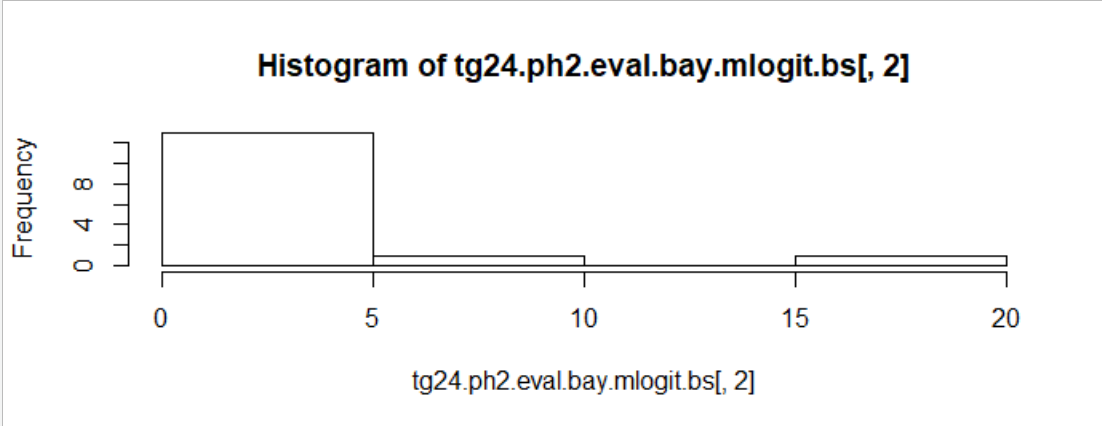 Histogram of tg24.ph2.eval.bay.mlogit.bs[, 2]
Frequency
8
4
0
0 5 10 15 20
tg24.ph2.eval.bay.mlogit.bs[, 2]